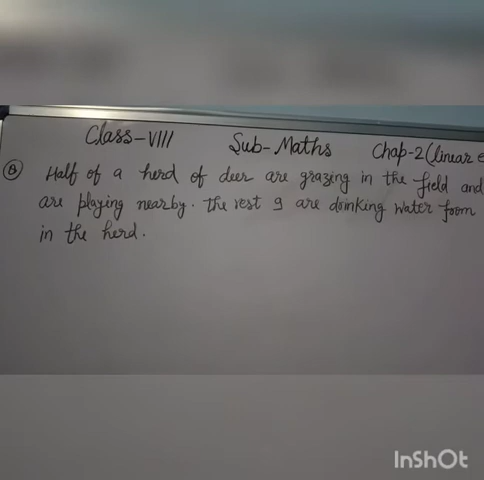 Class-VIII Sub-Maths Chap-2 (linear e
Q Half of a herd of deer are grazing in the field and
are playing nearby. the rest 9 are drinking water from
in the herd.
InShOt